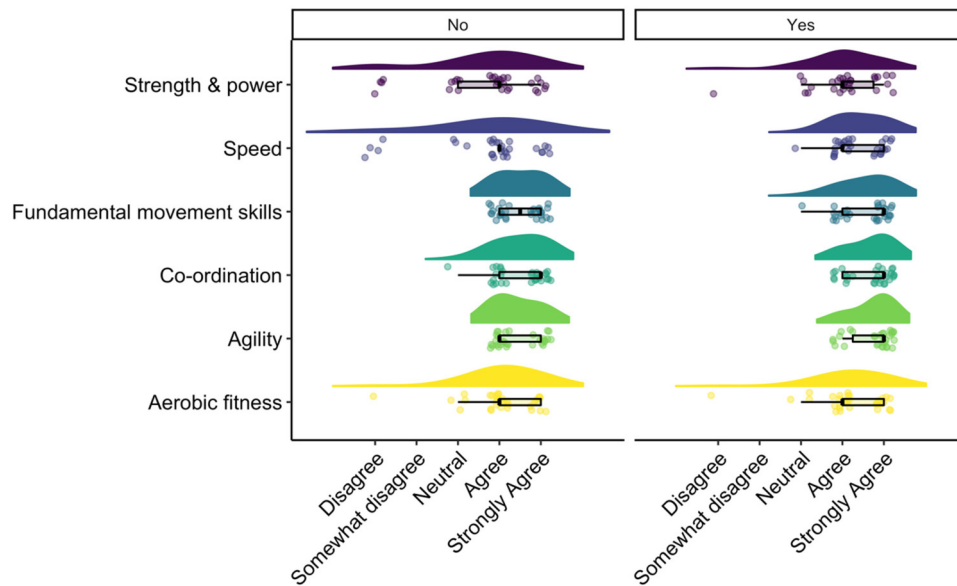 No
Yes
Strength & power
Speed
Fundamental movement skills
Co-ordination
Agility
Aerobic fitness
Disagree
Somewhat disagree
Neutral
Agree
Strongly Agree
Disagree
Somewhat disagree
Neutral
Agree
Strongly Agree